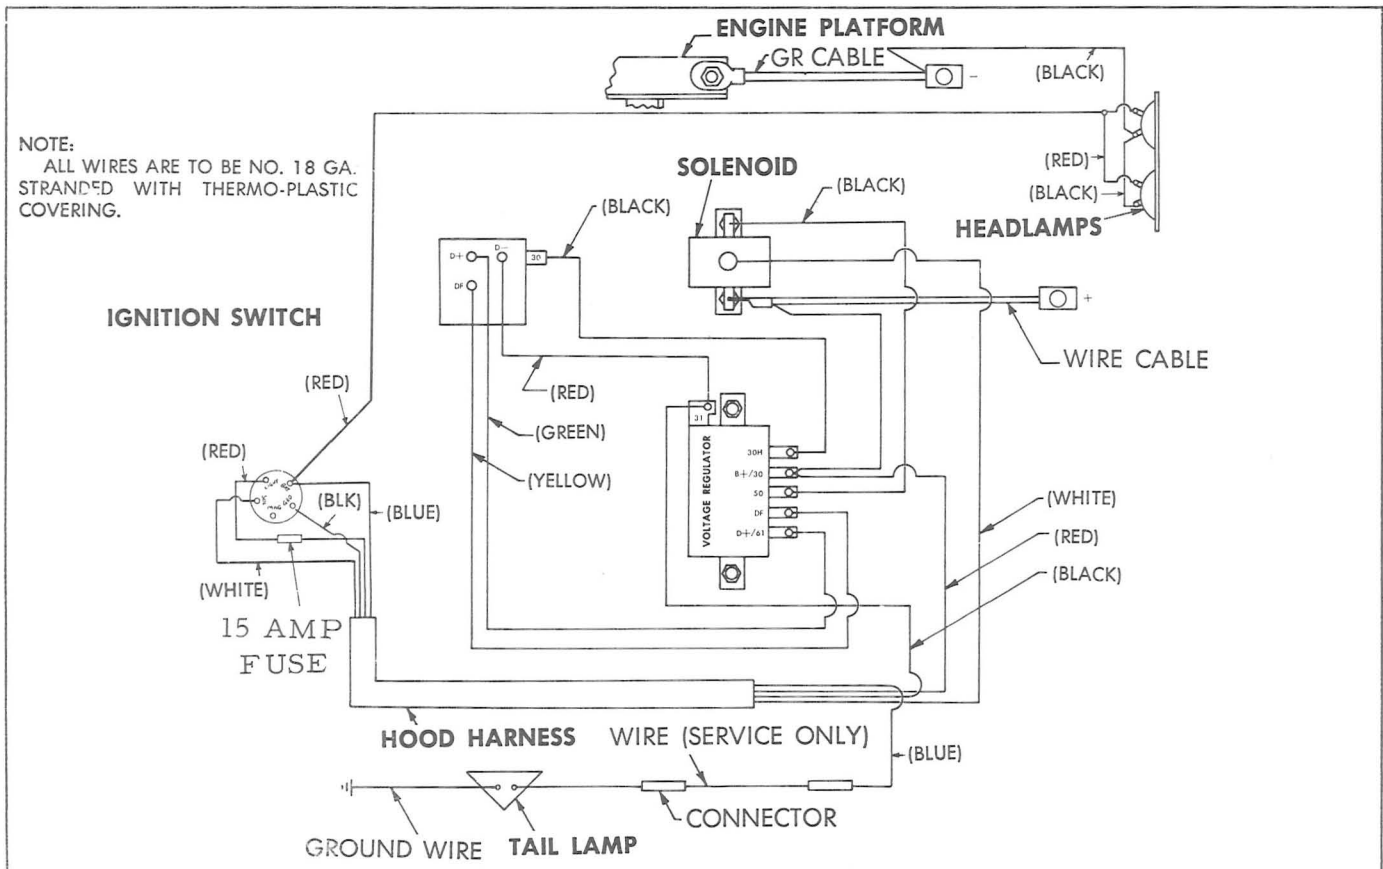 ENGINE PLATFORM
GR CABLE
(BLACK)
-
NOTE:
ALL WIRES ARE TO BE NO. 18 GA.
STRANDED WITH THERMO-PLASTIC
COVERING.
SOLENOID
(BLACK)
(RED)
(BLACK)
HEADLAMPS
(BLACK)
D+
D-
30
DF
IGNITION SWITCH
+
WIRE CABLE
(RED)
(RED)
(GREEN)
(YELLOW)
31
VOLTAGE REGULATOR
30H
B+/30
50
DF
D+/61
(RED)
(BLK)
(BLUE)
(WHITE)
15 AMP
FUSE
(WHITE)
(RED)
(BLACK)
HOOD HARNESS
WIRE (SERVICE ONLY)
(BLUE)
CONNECTOR
GROUND WIRE
TAIL LAMP